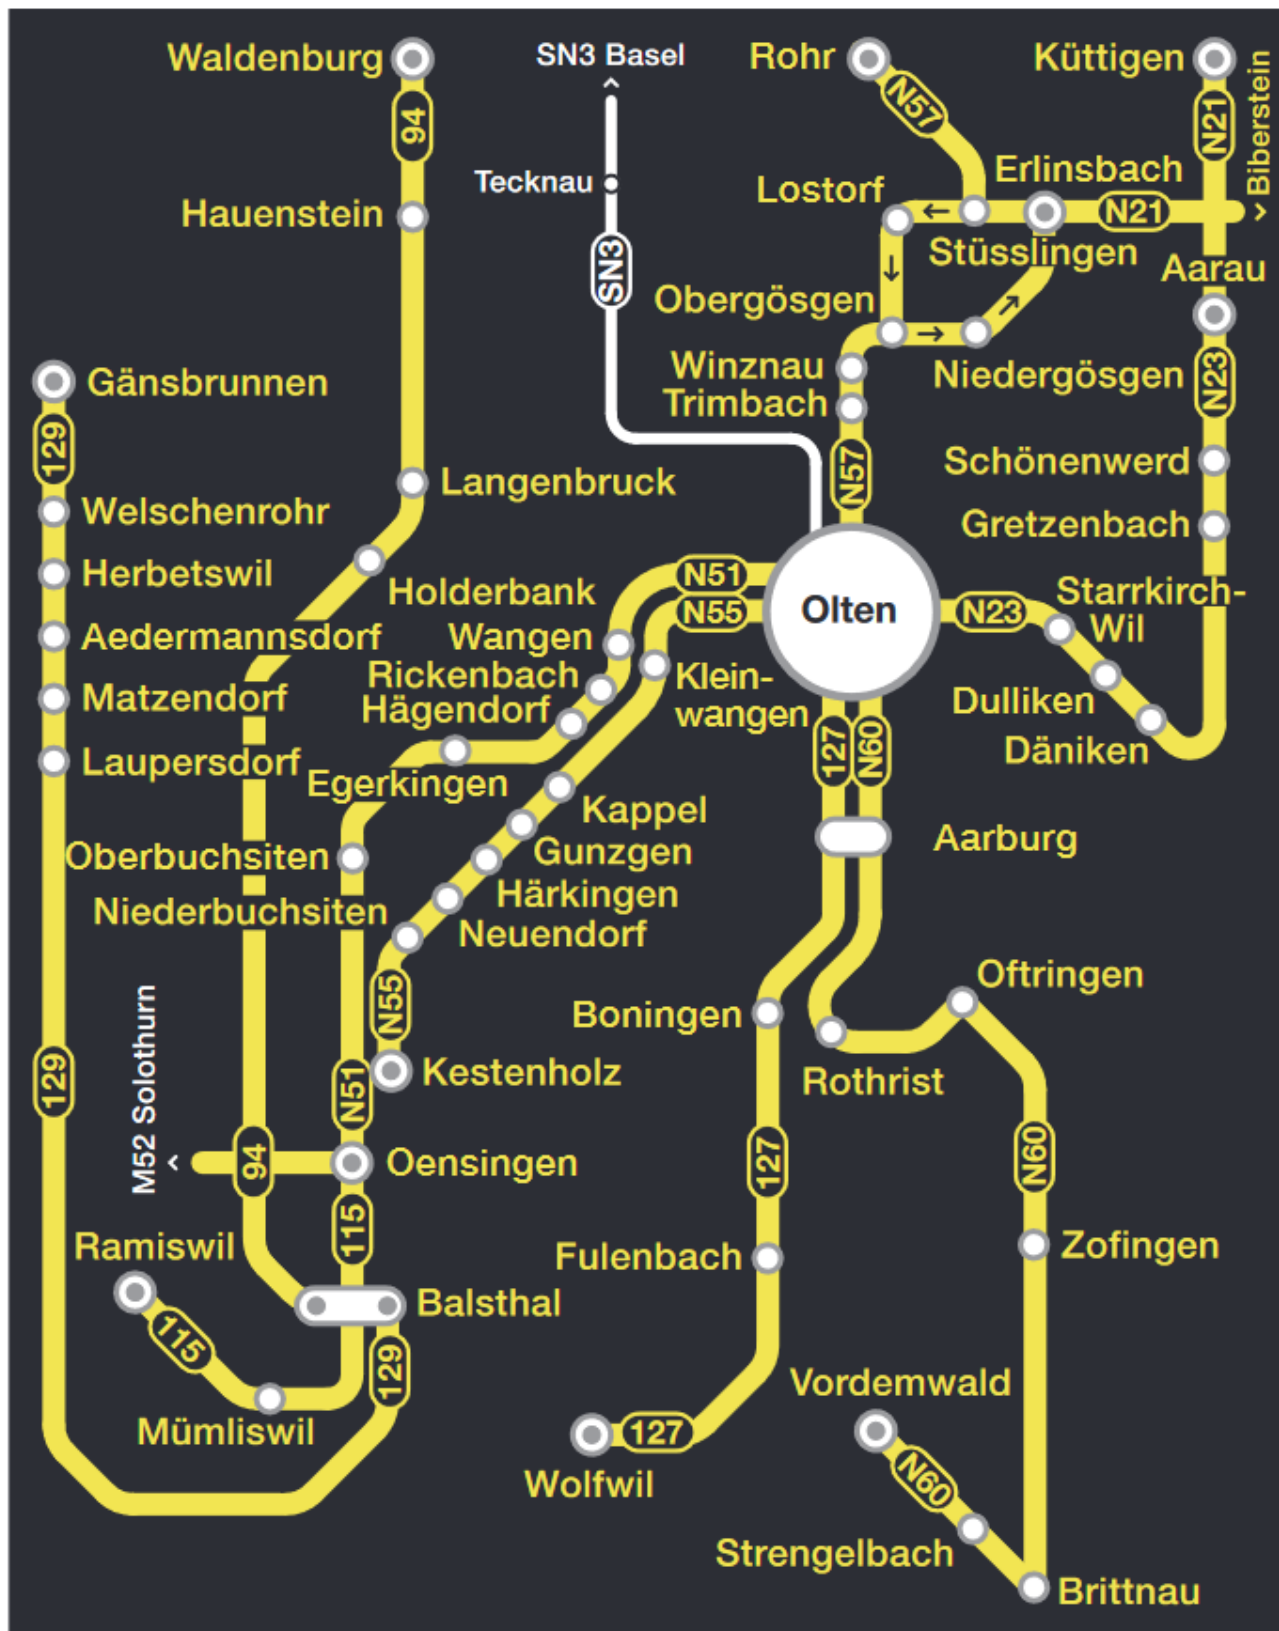 Waldenburg
SN3 Basel
Rohr
Küttigen
94
N57
N21
Biberstein
Tecknau
Erlinsbach
Lostorf
Hauenstein
N21
SN3
Stüsslingen
Aarau
Obergösgen
Winznau
Niedergösgen
N23
Gänsbrunnen
Trimbach
129
N57
Schönenwerd
Langenbruck
Welschenrohr
Gretzenbach
Herbetswil
Holderbank
N51
N55
Olten
N23
Starrkirch-
Wil
Aedermannsdorf
Wangen
Rickenbach
Klein-
wangen
Matzendorf
Hägendorf
Dulliken
Däniken
Laupersdorf
127
N60
Egerkingen
Kappel
Aarburg
Oberbuchsiten
Gunzgen
Härkingen
Niederbuchsiten
Neuendorf
Oftringen
N55
Boningen
129
M52 Solothurn
N51
Kestenholz
Rothrist
94
Oensingen
127
N60
115
Ramiswil
Fulenbach
Zofingen
Balsthal
115
129
Vordemwald
Mümliswil
127
Wolfwil
N60
Strengelbach
Brittnau